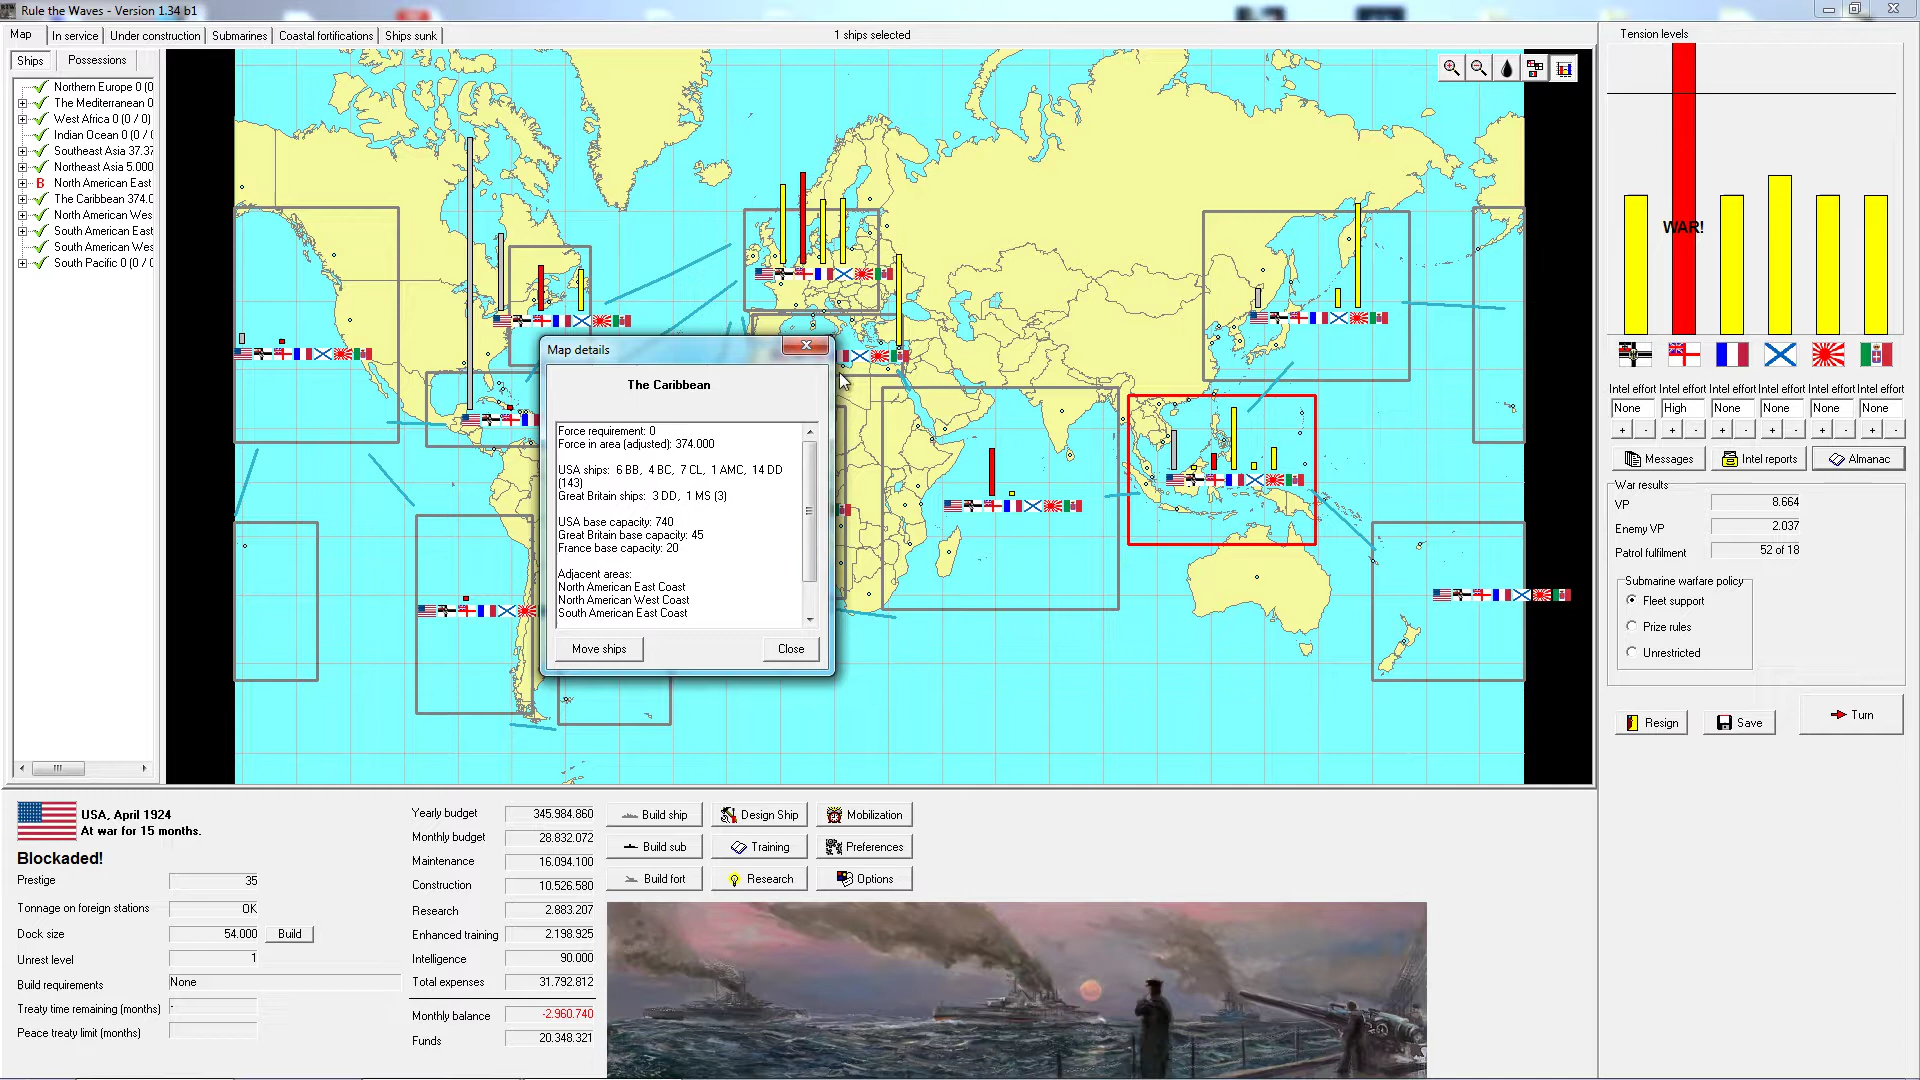 Rule the Waves - Version 1.34 b1
Map
In service
Under construction
Submarines
Coastal fortifications
Ships sunk
1 ships selected
Tension levels
Ships
Possessions
Northern Europe 0 (0
The Mediterranean 0
West Africa 0 (0 / 0)
Indian Ocean 0 (0 / (
Southeast Asia 37.37
Northeast Asia 5.000
B North American East
The Caribbean 374.0
North American Wes
South American East
South American Wes
South Pacific 0 (0 / 0
WAR!
Map details
The Caribbean
Force requirement: 0
Force in area (adjusted): 374.000
USA ships: 6 BB, 4 BC, 7 CL, 1 AMC, 14 DD
(143)
Great Britain ships: 3 DD, 1 MS (3)
USA base capacity: 740
Great Britain base capacity: 45
France base capacity: 20
Adjacent areas:
North American East Coast
North American West Coast
South American East Coast
Move ships
Close
Intel effort Intel effort Intel effort Intel effort Intel effort Intel effort
None High None None None None
+ - + - + - + - + - + -
Messages
Intel reports
Almanac
War results
VP 8.664
Enemy VP 2.037
Patrol fulfilment 52 of 18
Submarine warfare policy
Fleet support
Prize rules
Unrestricted
Resign
Save
Turn
USA, April 1924
At war for 15 months.
Blockaded!
Prestige 35
Tonnage on foreign stations OK
Dock size 54.000 Build
Unrest level 1
Build requirements None
Treaty time remaining (months) -
Peace treaty limit (months)
Yearly budget 345.984.860
Monthly budget 28.832.072
Maintenance 16.094.100
Construction 10.526.580
Research 2.883.207
Enhanced training 2.198.925
Intelligence 90.000
Total expenses 31.792.812
Monthly balance -2.960.740
Funds 20.348.321
Build ship
Design Ship
Mobilization
Build sub
Training
Preferences
Build fort
Research
Options